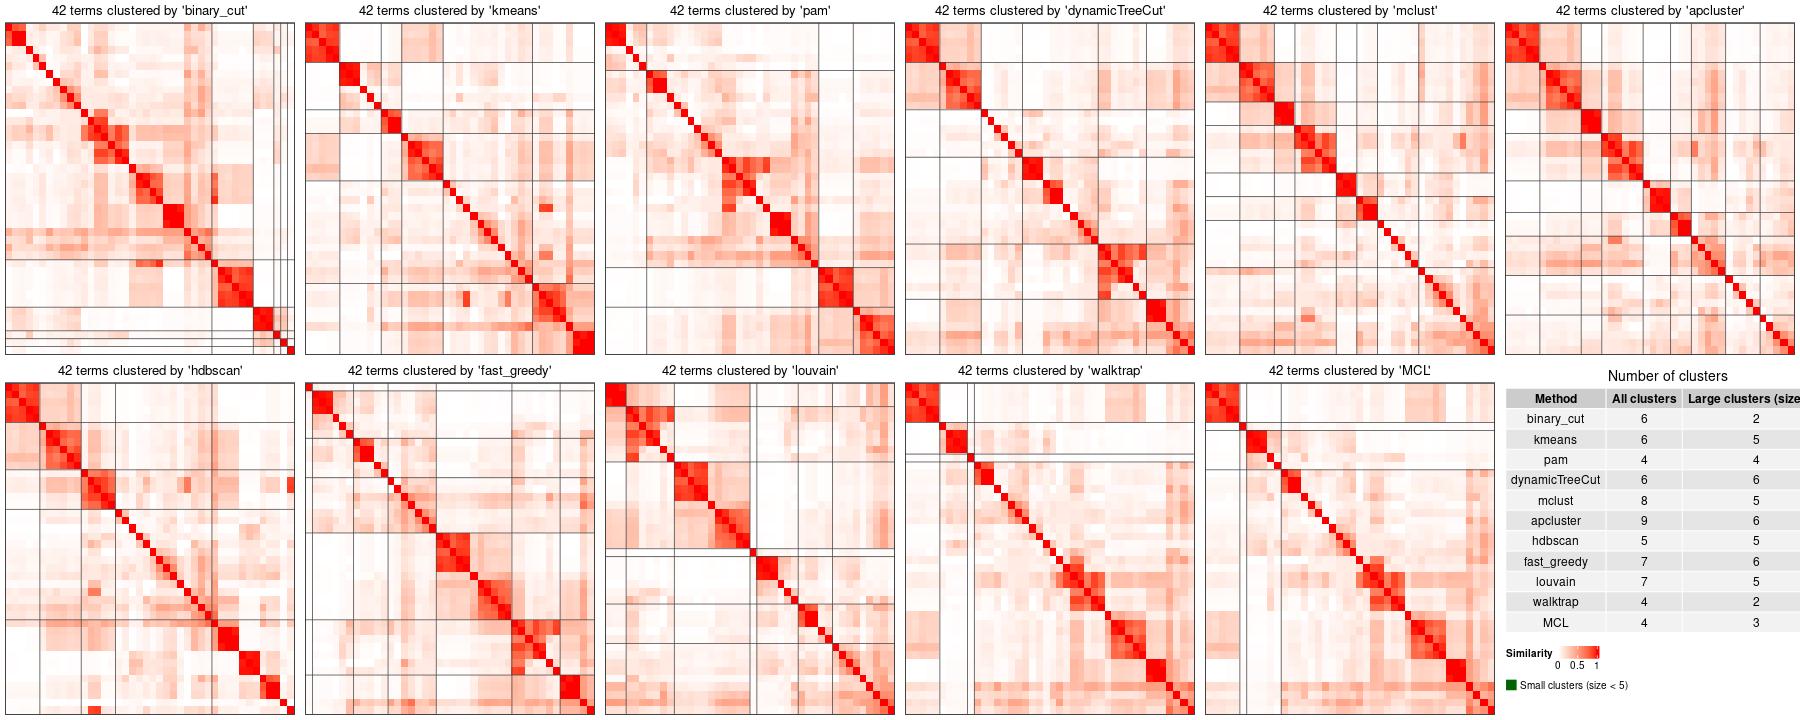 42 terms clustered by 'binary_cut'
42 terms clustered by 'kmeans'
42 terms clustered by 'pam'
42 terms clustered by 'dynamicTreeCut'
42 terms clustered by 'mclust'
42 terms clustered by 'apcluster'
42 terms clustered by 'hdbscan'
42 terms clustered by 'fast_greedy'
42 terms clustered by 'louvain'
42 terms clustered by 'walktrap'
42 terms clustered by 'MCL'
Number of clusters
Method All clusters Large clusters (size
binary_cut 6 2
kmeans 6 5
pam 4 4
dynamicTreeCut 6 6
mclust 8 5
apcluster 9 6
hdbscan 5 5
fast_greedy 7 6
louvain 7 5
walktrap 4 2
MCL 4 3
Similarity
0 0.5 1
Small clusters (size < 5)